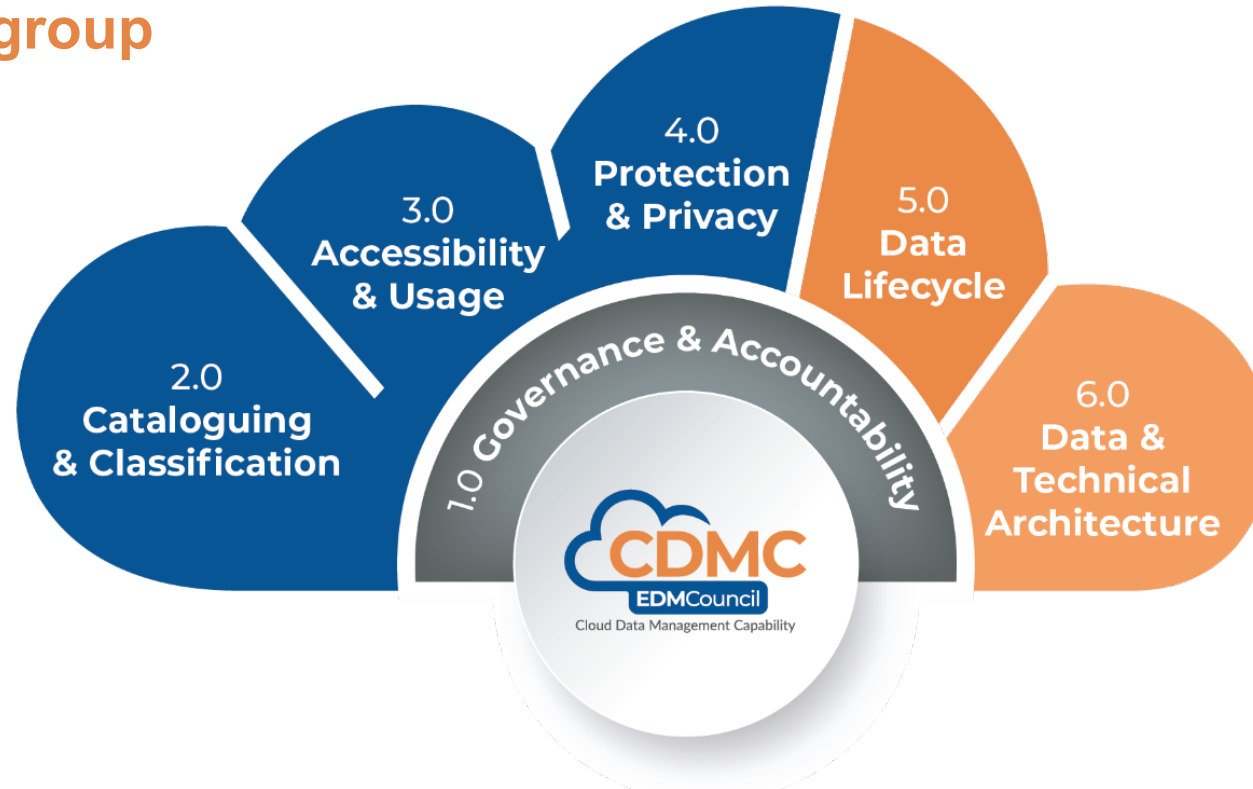 group
4.0
Protection
& Privacy
3.0
Accessibility
& Usage
5.0
Data
Lifecycle
2.0
Cataloguing
& Classification
1.0 Governance & Accountability
6.0
Data &
Technical
Architecture
CDMC
EDMCouncil
Cloud Data Management Capability